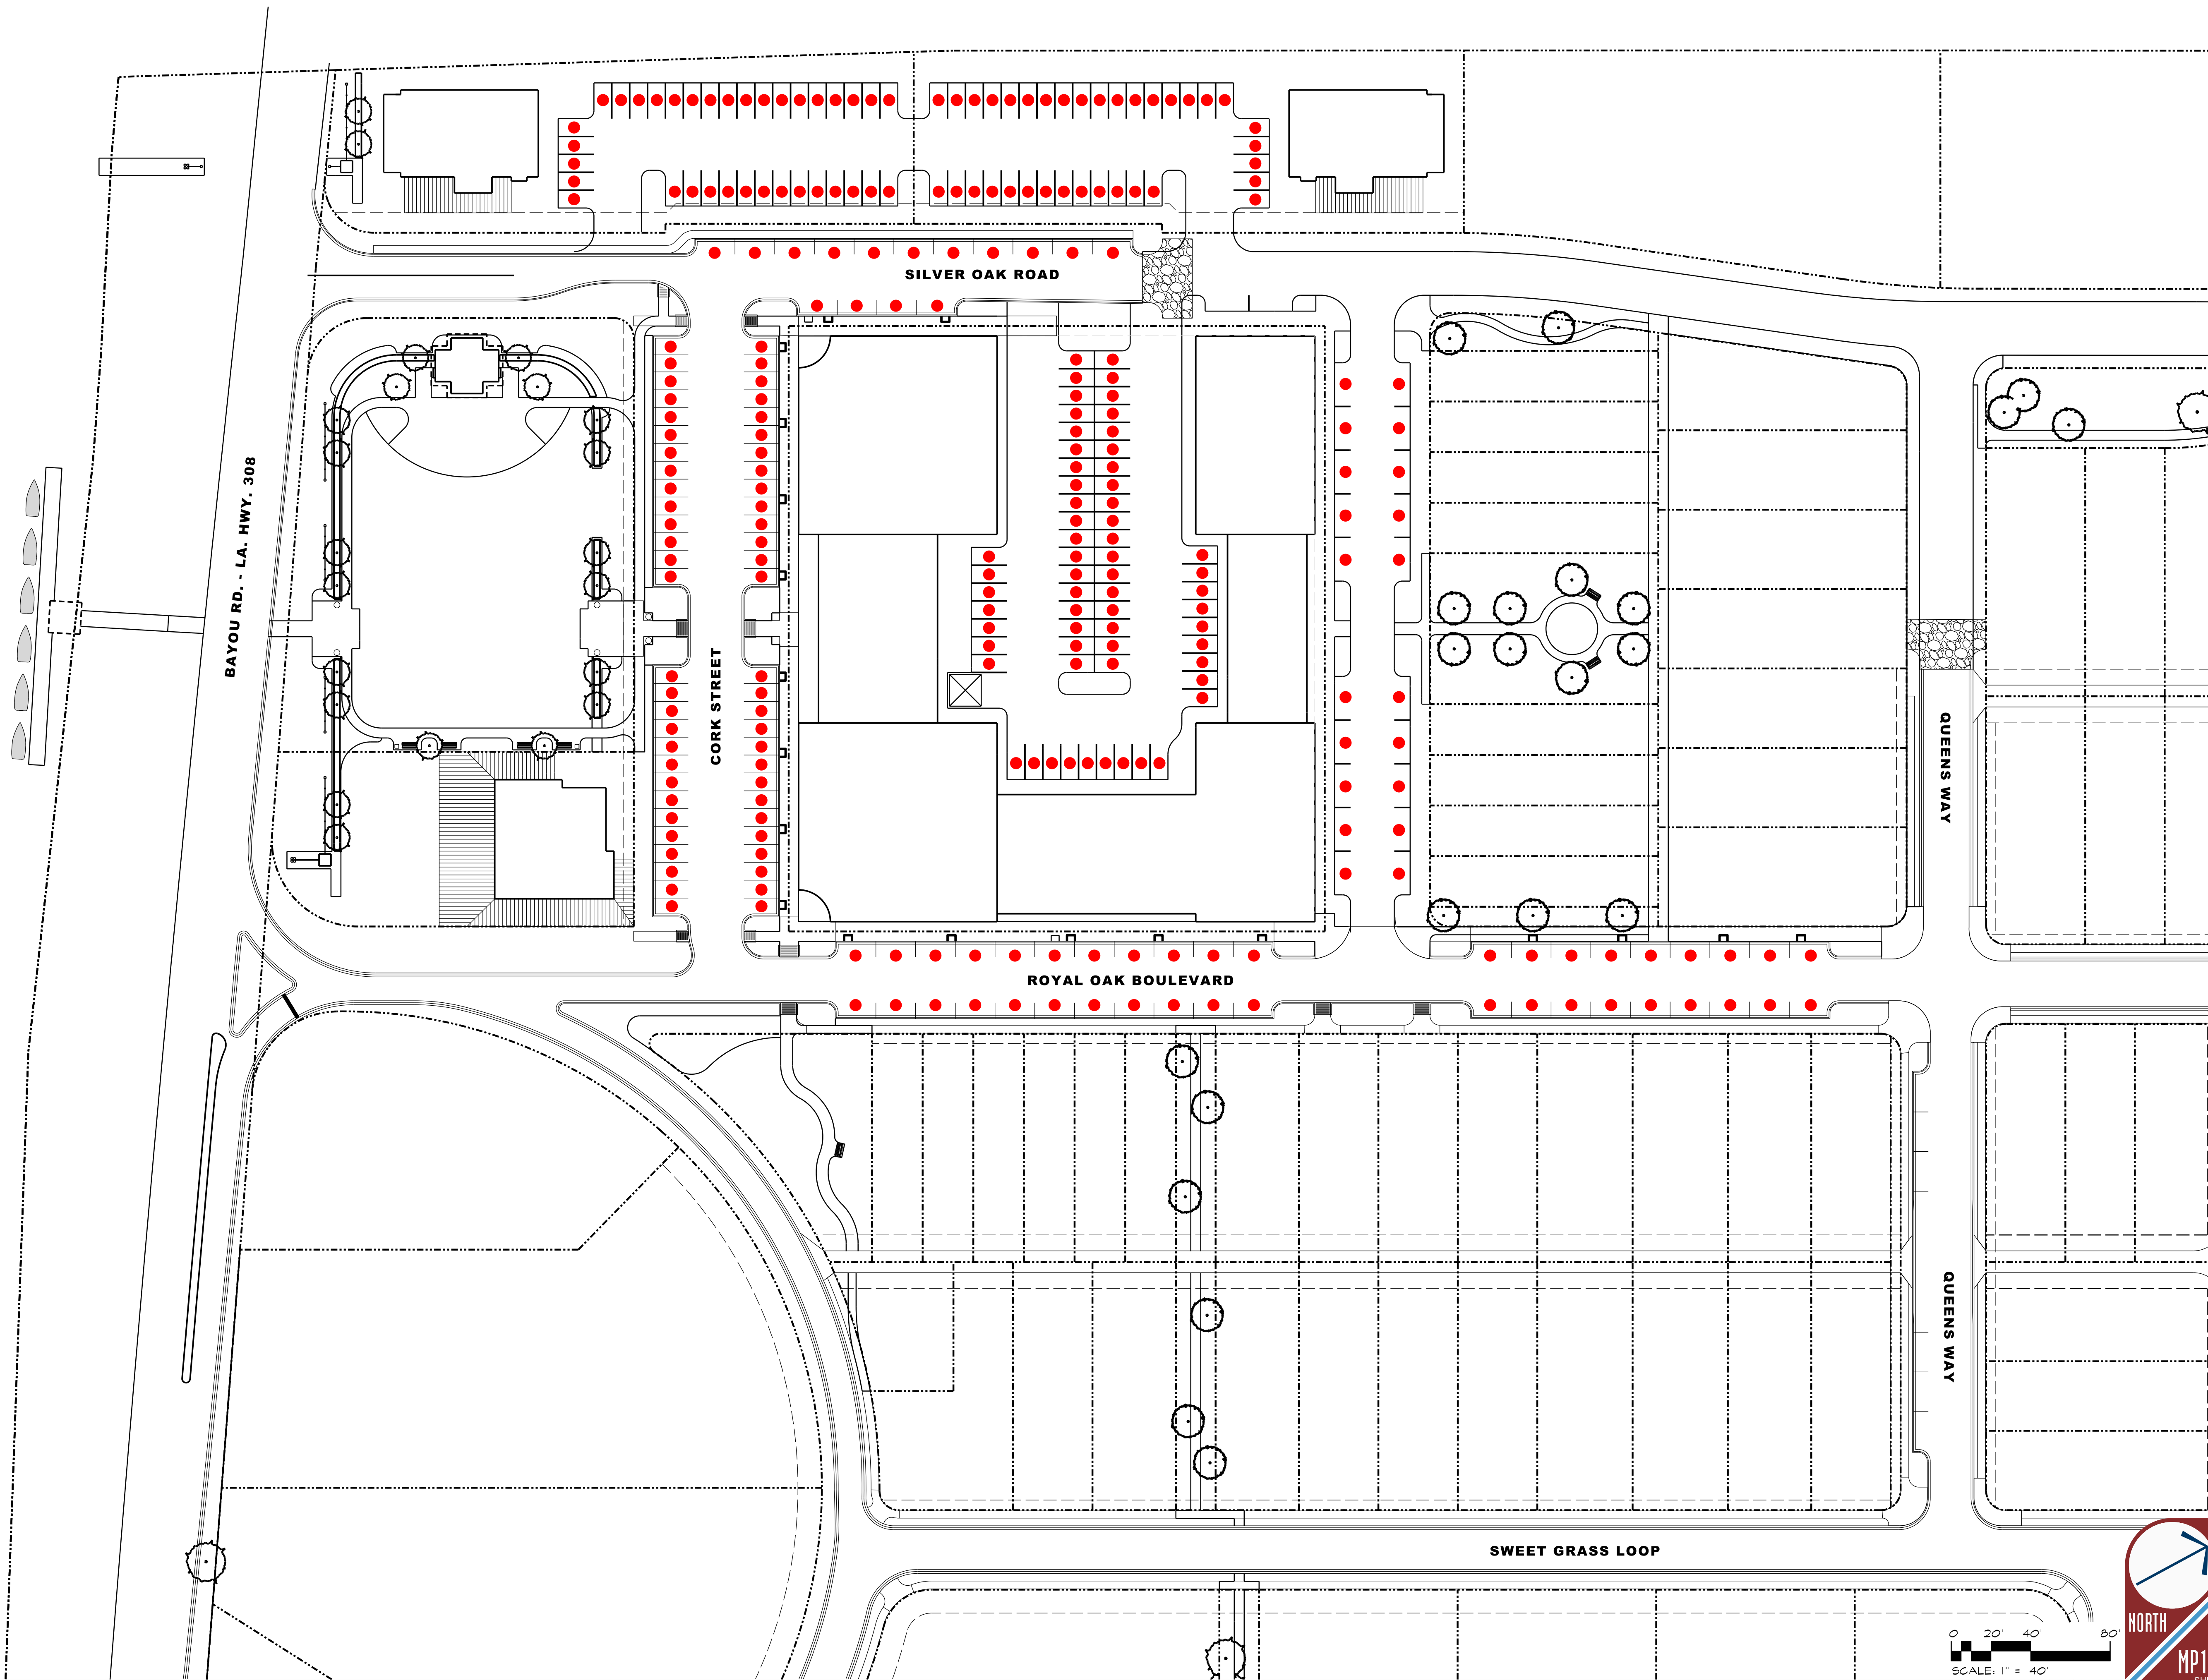 SILVER OAK ROAD
BAYOU RD. - LA. HWY. 308
CORK STREET
QUEENS WAY
ROYAL OAK BOULEVARD
QUEENS WAY
SWEET GRASS LOOP
0 20' 40' 80'
SCALE: 1" = 40'
NORTH